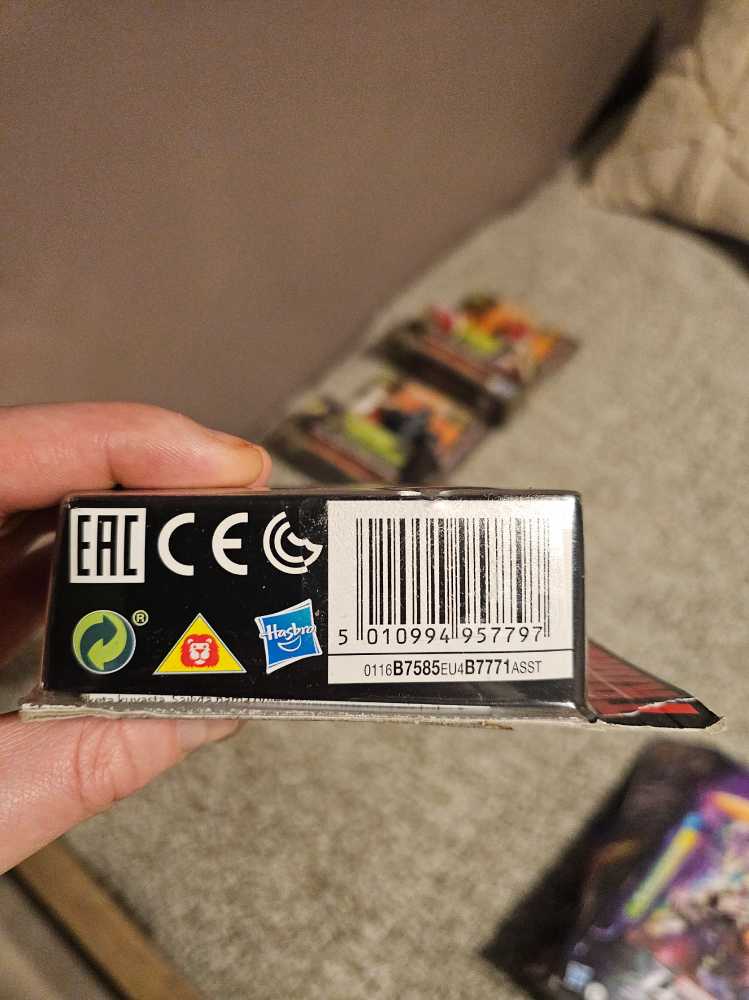 EAC CE
®
Hasbro
5 010994 957797
0116B7585EU4B7771ASST